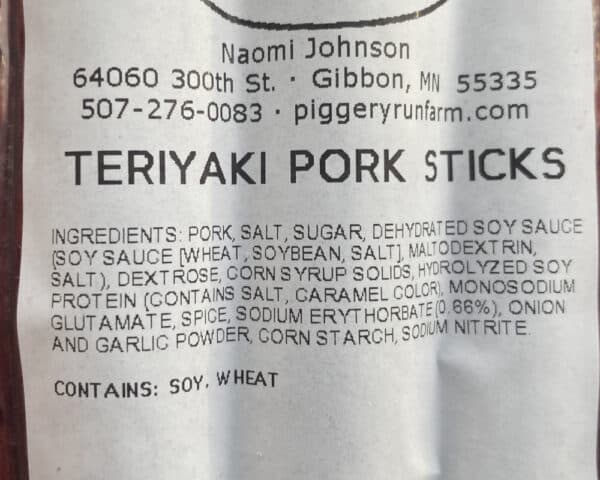 Naomi Johnson
64060 300th St. · Gibbon, MN 55335
507-276-0083 · piggeryrunfarm.com
TERIYAKI PORK STICKS
INGREDIENTS: PORK, SALT, SUGAR, DEHYDRATED SOY SAUCE
(SOY SAUCE [WHEAT, SOYBEAN, SALT], MALTODEXTRIN,
SALT), DEXTROSE, CORN SYRUP SOLIDS, HYDROLYZED SOY
PROTEIN (CONTAINS SALT, CARAMEL COLOR), MONOSODIUM
GLUTAMATE, SPICE, SODIUM ERYTHORBATE (0.66%), ONION
AND GARLIC POWDER, CORN STARCH, SODIUM NITRITE.
CONTAINS: SOY, WHEAT